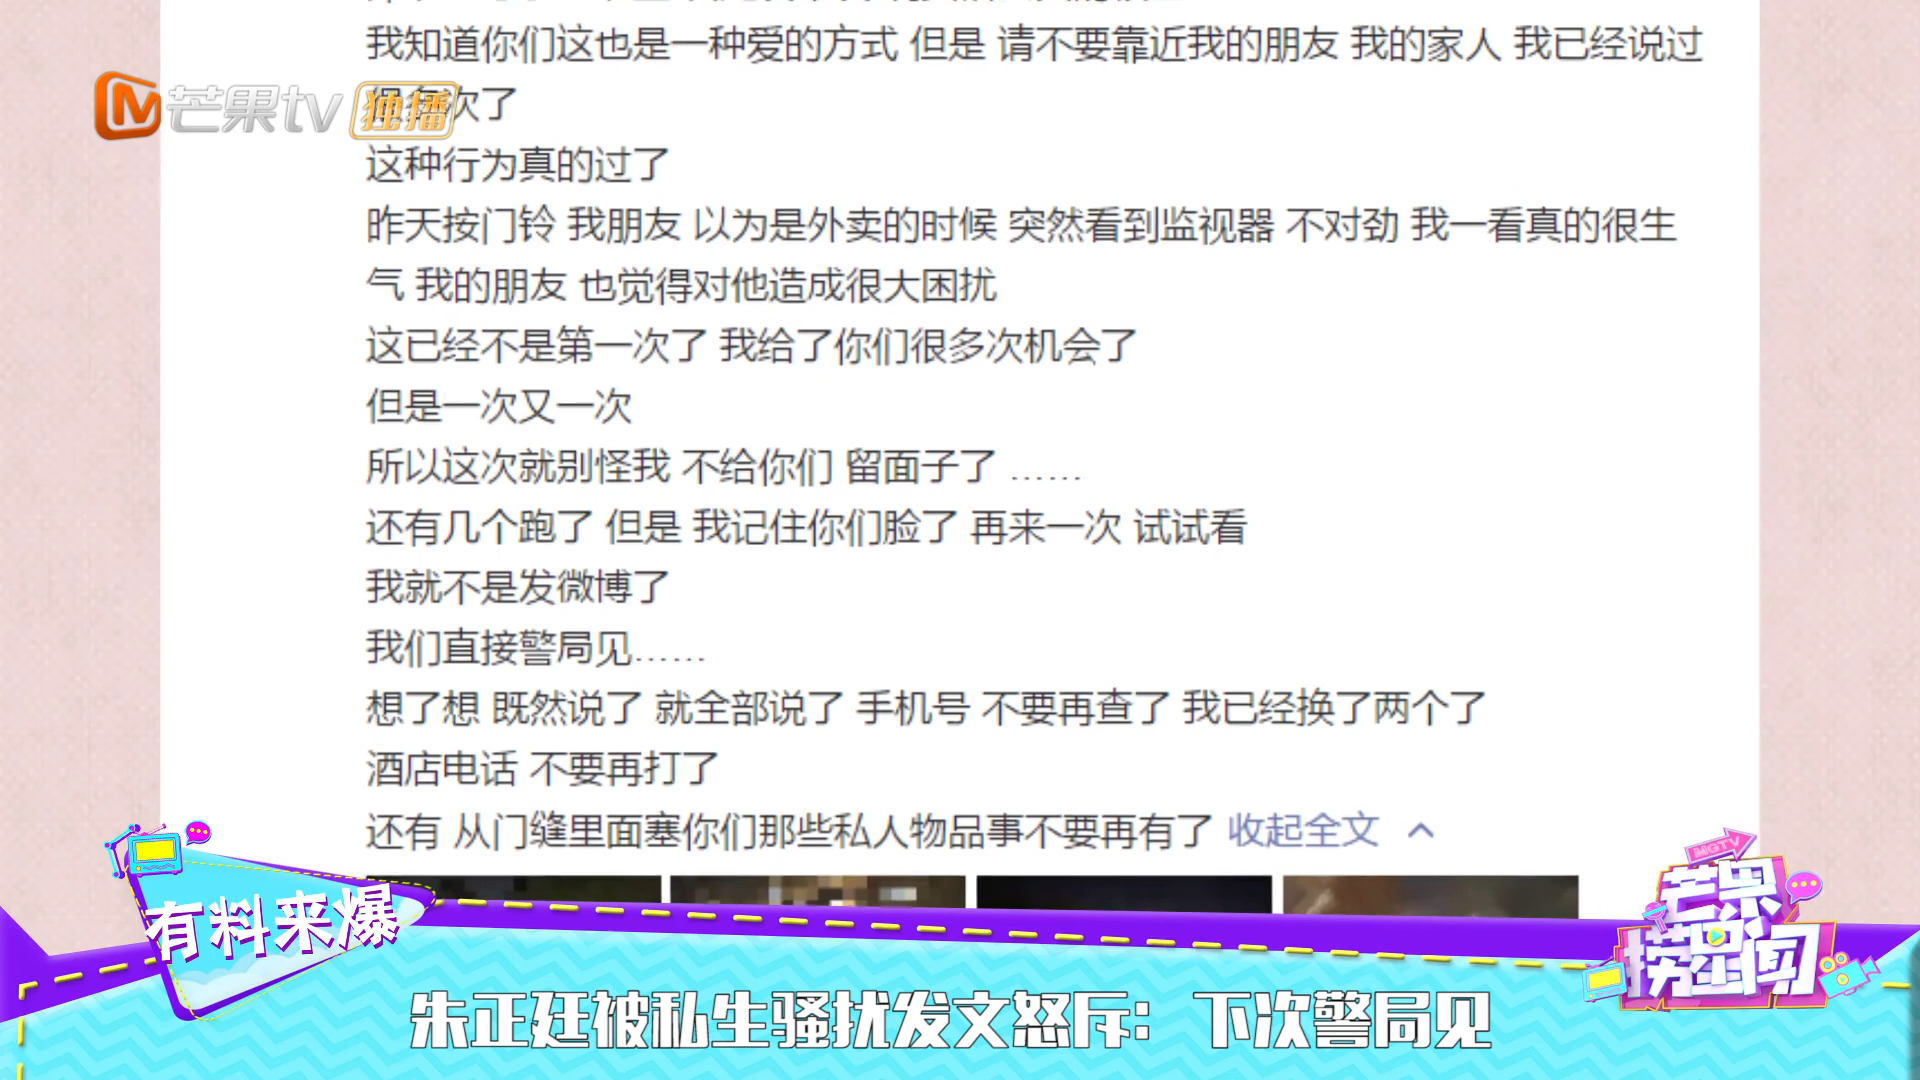 我知道你们这也是一种爱的方式 但是 请不要靠近我的朋友 我的家人 我已经说过
次了
芒果tv 独播
这种行为真的过了
昨天按门铃 我朋友 以为是外卖的时候 突然看到监视器 不对劲 我一看真的很生
气 我的朋友 也觉得对他造成很大困扰
这已经不是第一次了 我给了你们很多次机会了
但是一次又一次
所以这次就别怪我 不给你们 留面子了 ……
还有几个跑了 但是 我记住你们脸了 再来一次 试试看
我就不是发微博了
我们直接警局见……
想了想 既然说了 就全部说了 手机号 不要再查了 我已经换了两个了
酒店电话 不要再打了
还有 从门缝里面塞你们那些私人物品事不要再有了 收起全文
有料来爆
MGTV
芒果捞星闻
朱正廷被私生骚扰发文怒斥：下次警局见